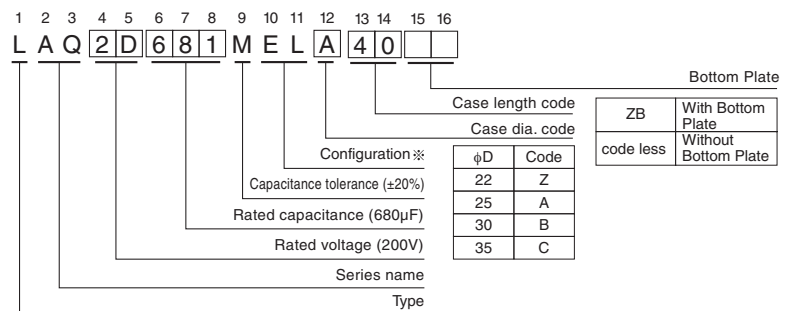 1 2 3 4 5 6 7 8 9 10 11 12 13 14 15 16
L A Q 2 D 6 8 1 M E L A 4 0
Bottom Plate
ZB With Bottom Plate
code less Without Bottom Plate
Case length code
Case dia. code
φD Code
22 Z
25 A
30 B
35 C
Configuration※
Capacitance tolerance (±20%)
Rated capacitance (680μF)
Rated voltage (200V)
Series name
Type